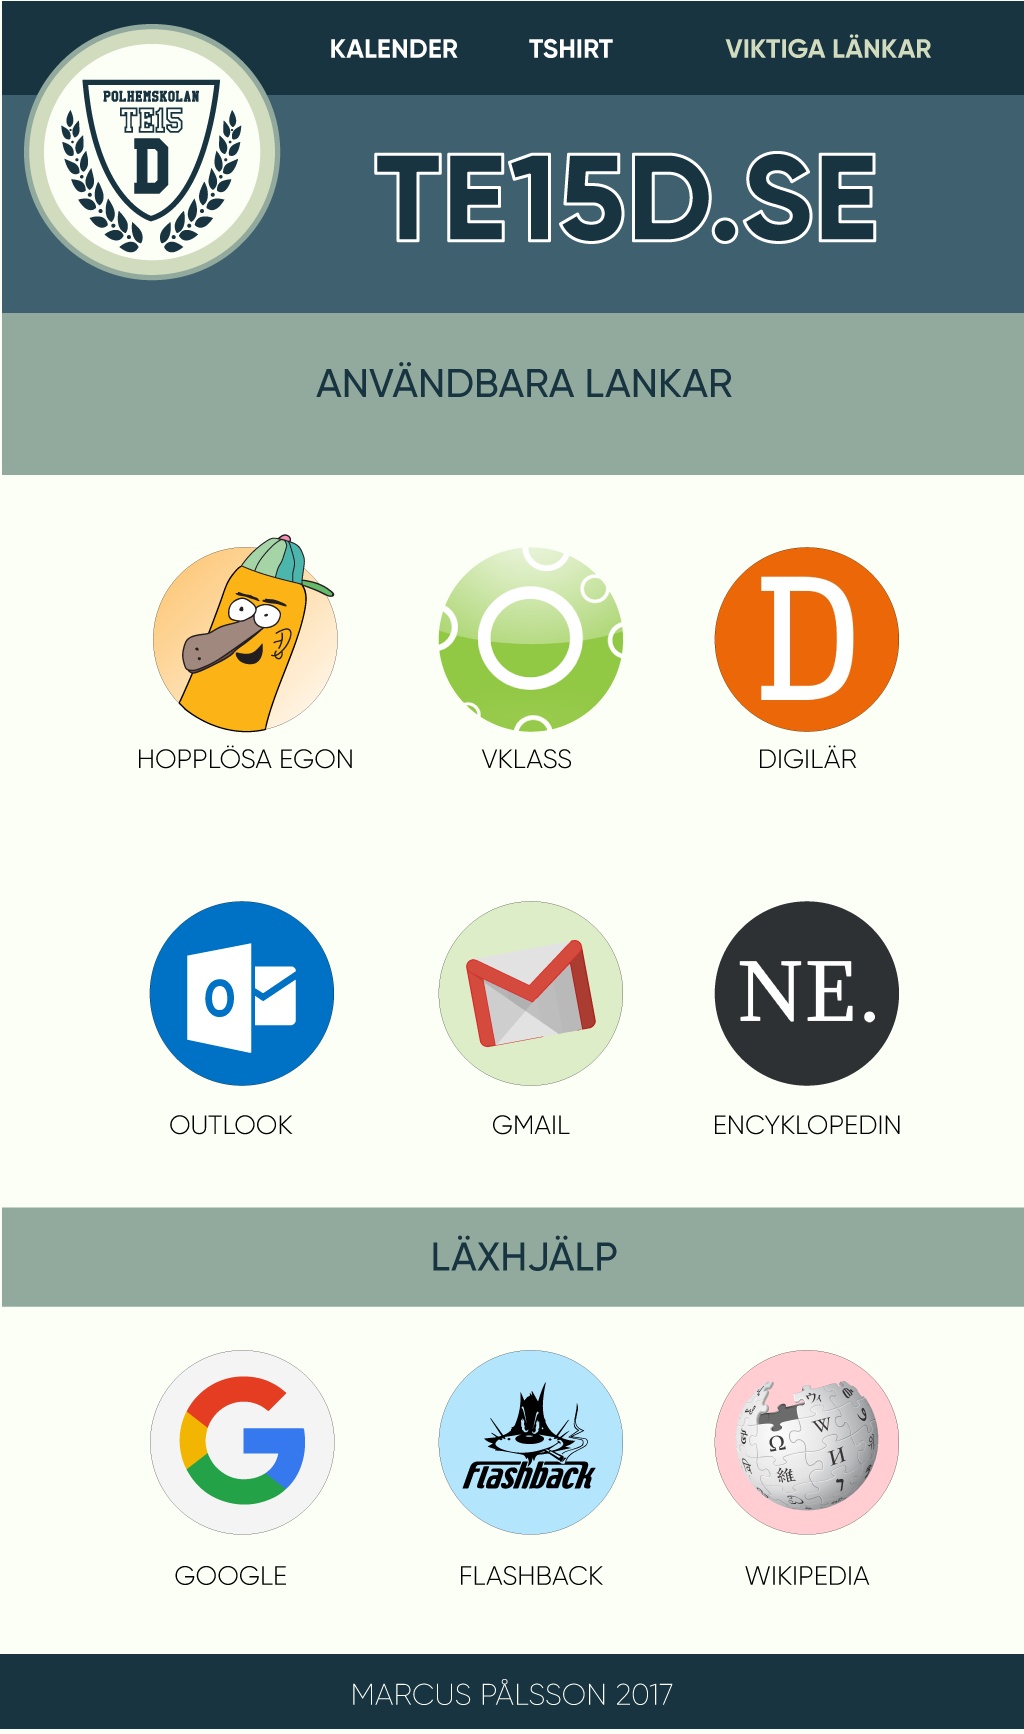 KALENDER TSHIRT VIKTIGA LÄNKAR
POLHEMSKOLAN
TE15
D
TE15D.SE
ANVÄNDBARA LANKAR
D
HOPPLÖSA EGON VKLASS DIGILÄR
O NE.
OUTLOOK GMAIL ENCYKLOPEDIN
LÄXHJÄLP
G flashback Ω W И 維
GOOGLE FLASHBACK WIKIPEDIA
MARCUS PÅLSSON 2017